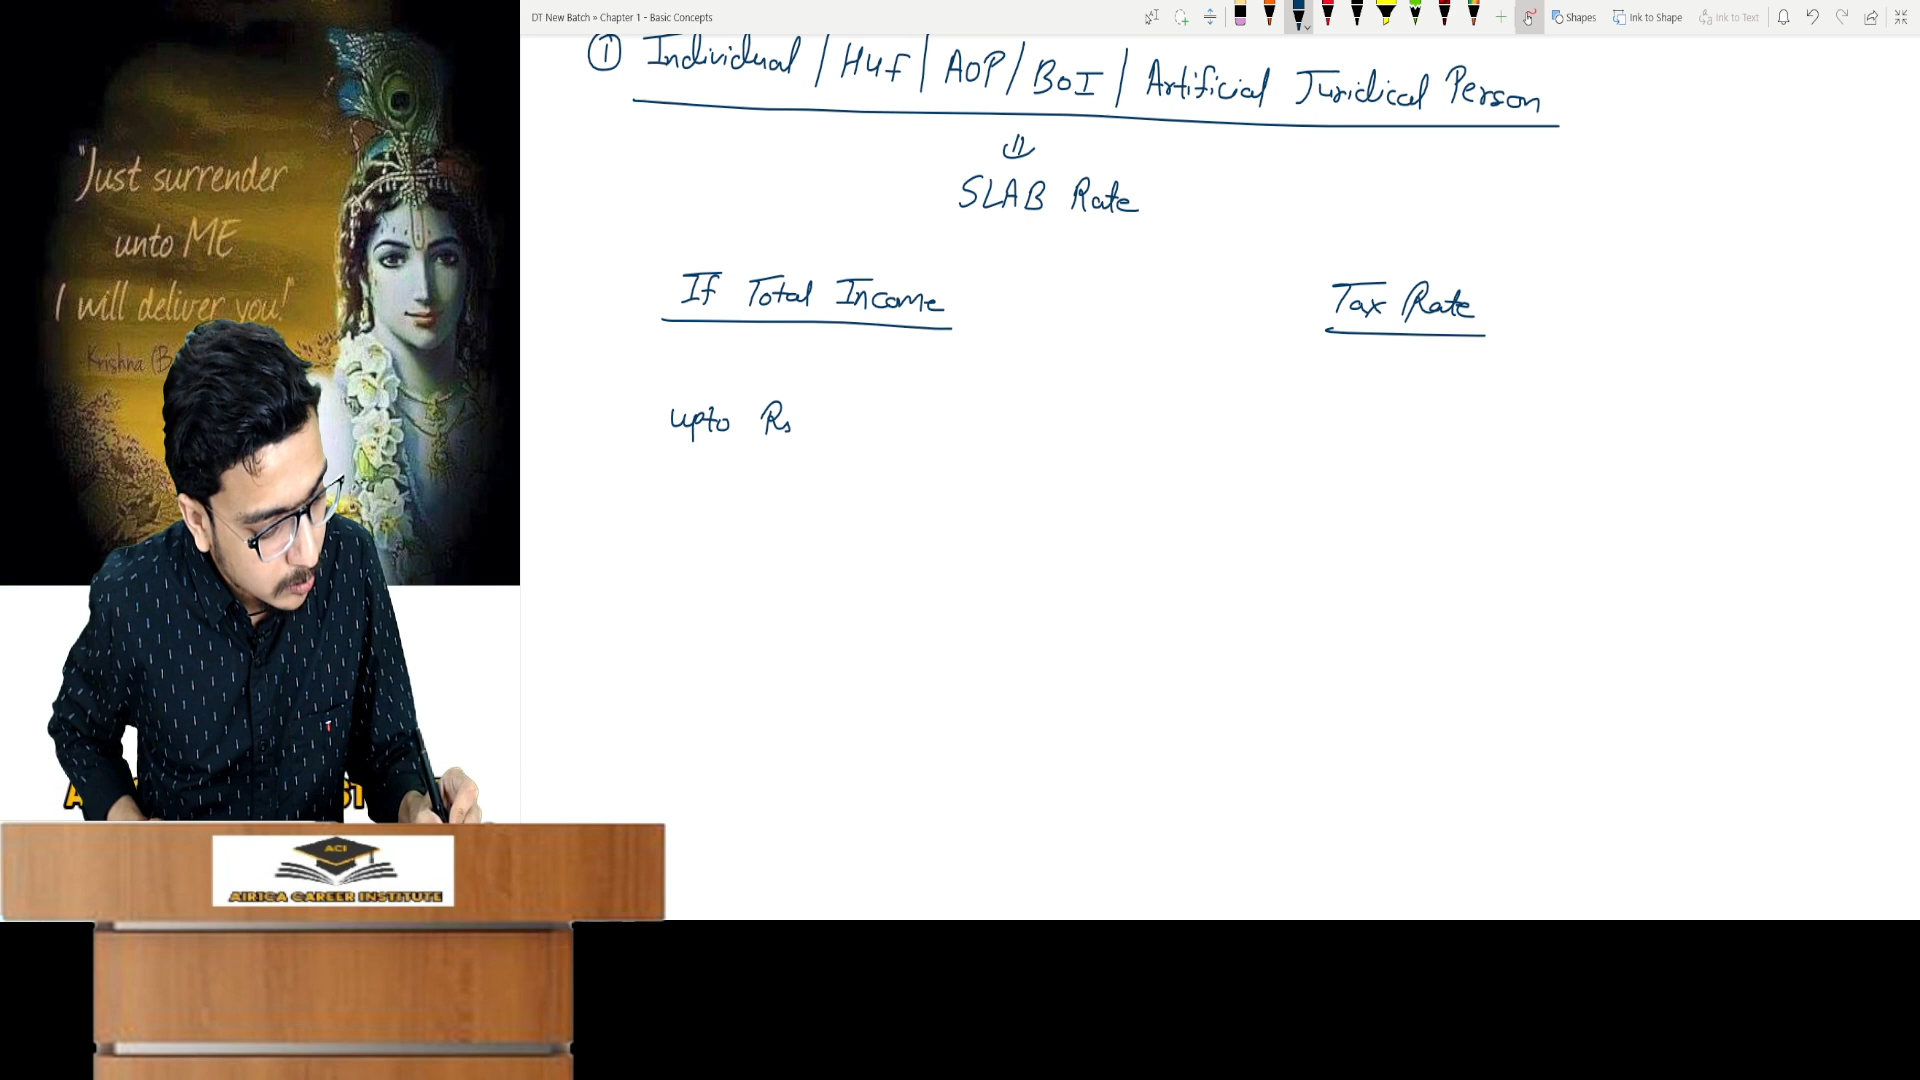 DT New Batch » Chapter 1 - Basic Concepts
Shapes
Ink to Shape
Ink to Text
① Individual / HUF / AOP / BOI / Artificial Juridical Person
⇓
SLAB Rate
If Total Income
Tax Rate
upto Rs
"Just surrender
unto ME
I will deliver you!"
Krishna (B
ACI
AIRICA CAREER INSTITUTE